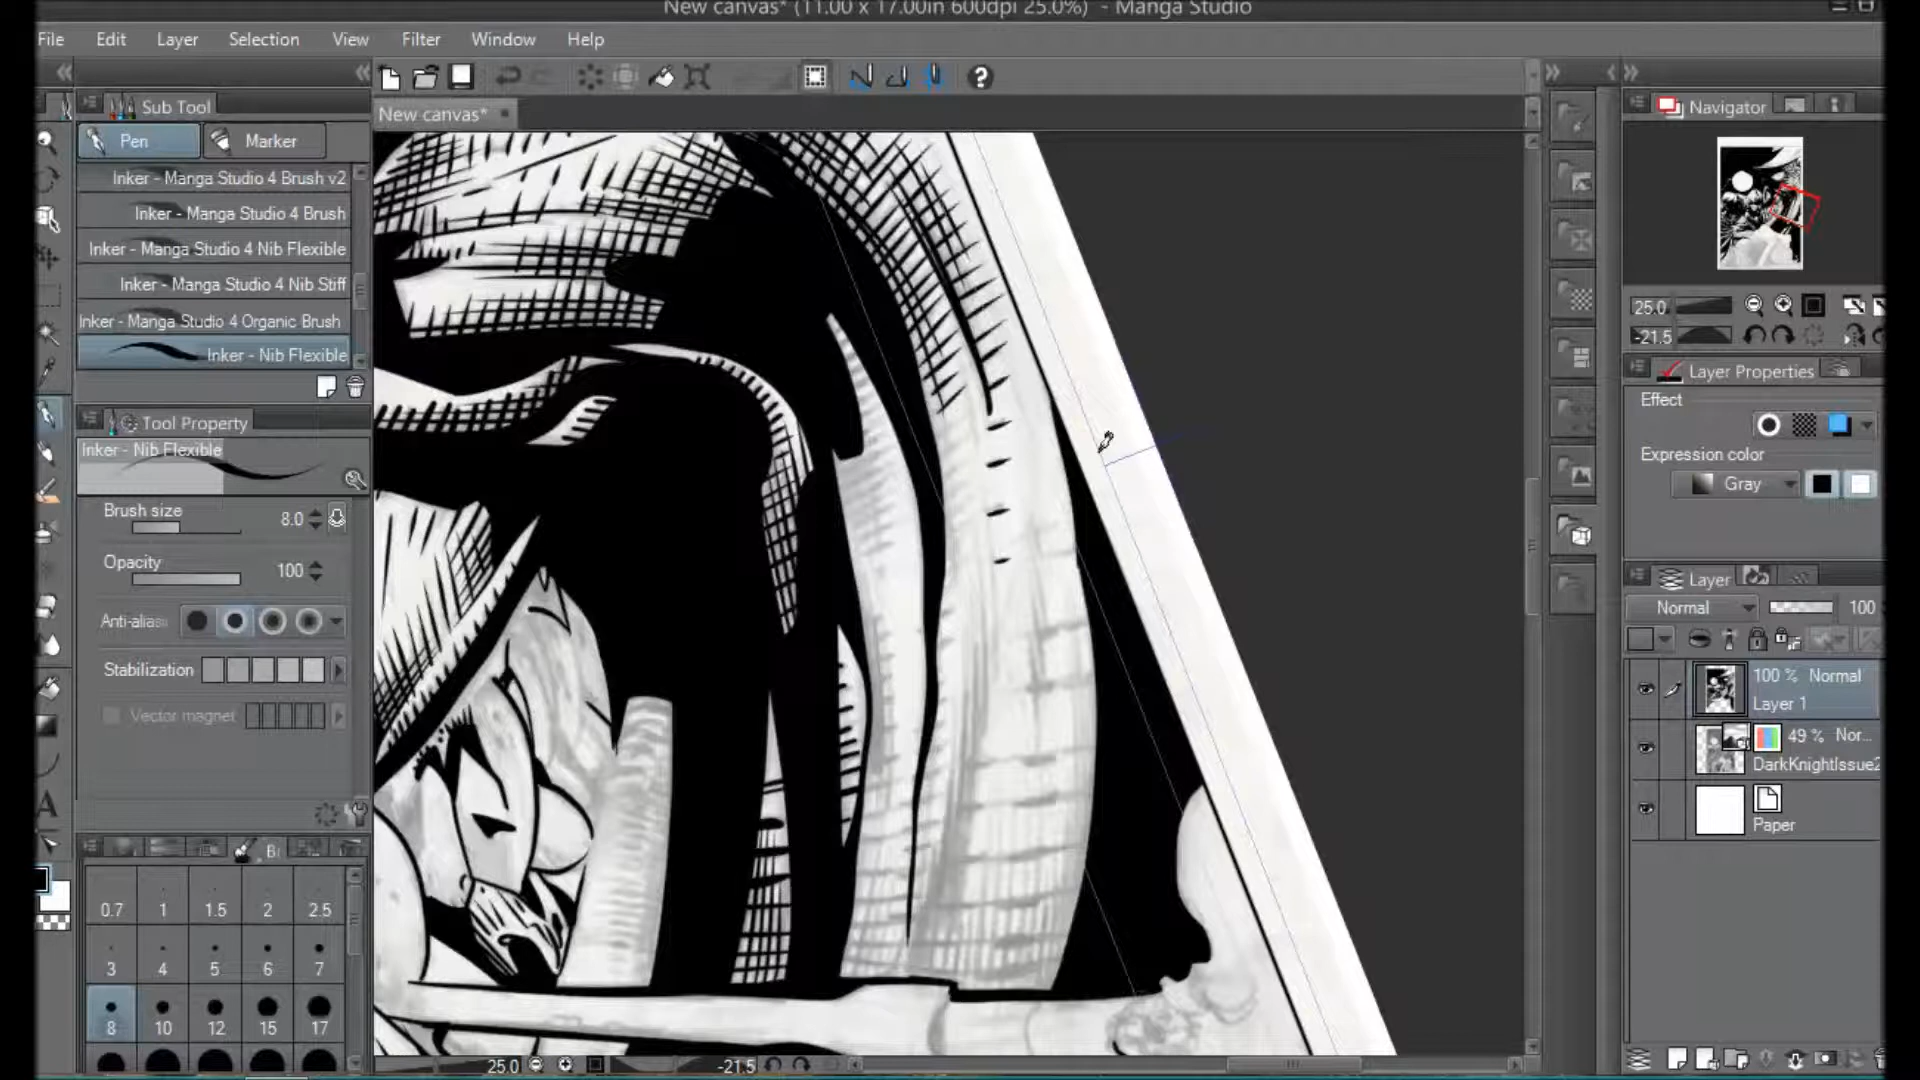 New canvas* (11.00 x 17.00in 600dpi 25.0%) - Manga Studio
File Edit Layer Selection View Filter Window Help
Sub Tool
Navigator
New canvas*
Pen Marker
Inker - Manga Studio 4 Brush v2
Inker - Manga Studio 4 Brush
Inker - Manga Studio 4 Nib Flexible
Inker - Manga Studio 4 Nib Stiff
Inker - Manga Studio 4 Organic Brush
Inker - Nib Flexible
25.0
-21.5
Layer Properties
Effect
Tool Property
Inker - Nib Flexible
Expression color
Gray
Brush size 8.0
Opacity 100
Anti-alias
Stabilization
Vector magnet
Layer
Normal 100
100 % Normal
Layer 1
49 % Nor...
DarkKnightIssue2
Paper
A
0.7 1 1.5 2 2.5
3 4 5 6 7
8 10 12 15 17
25.0 -21.5